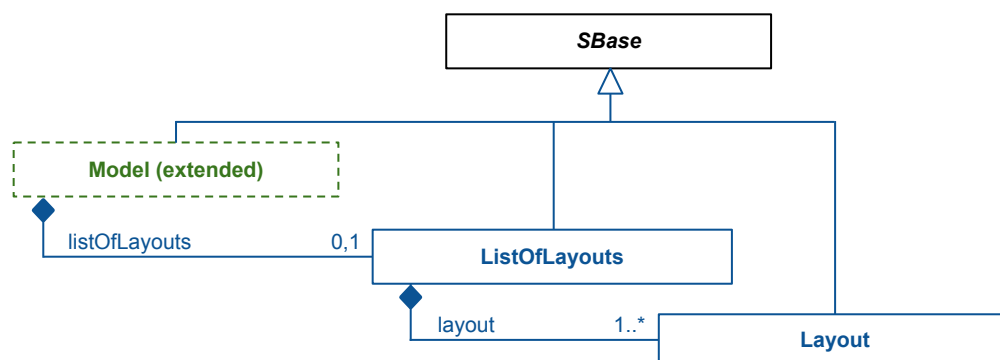 SBase
Model (extended)
listOfLayouts 0,1
ListOfLayouts
layout 1..*
Layout